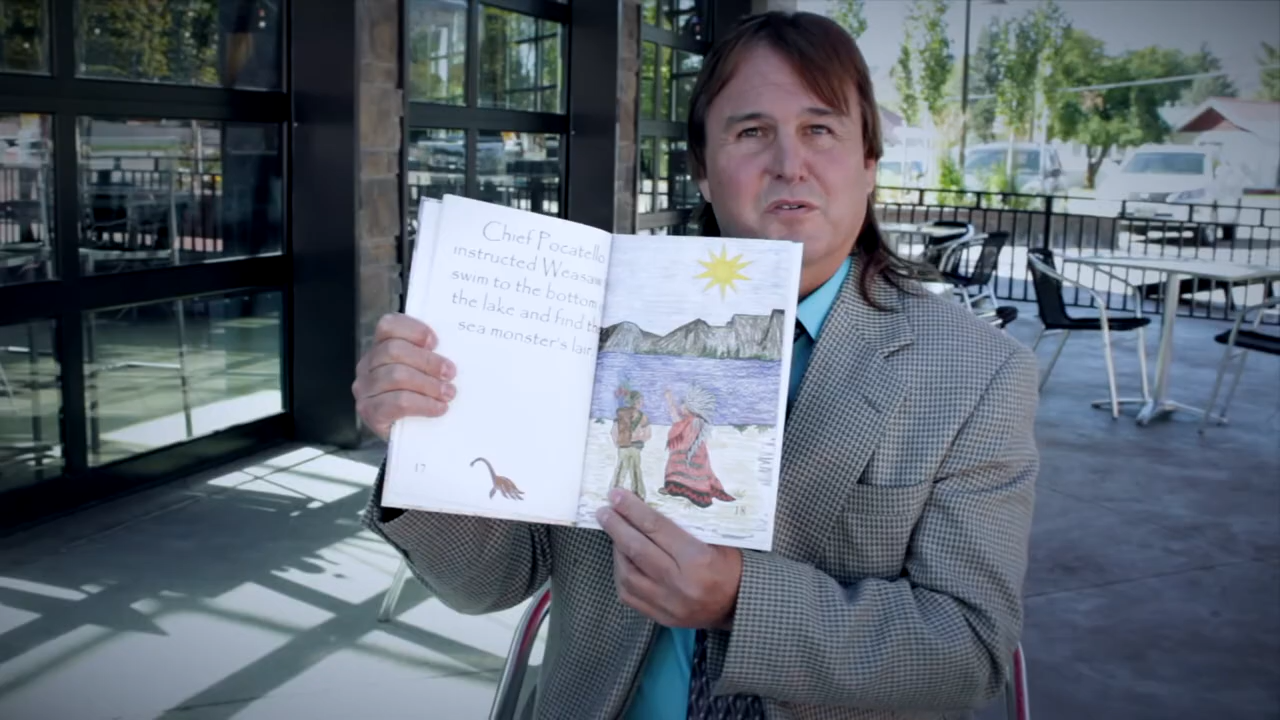 Chief Pocatello
instructed Weasaw
swim to the bottom
the lake and find the
sea monster's lair
17
18